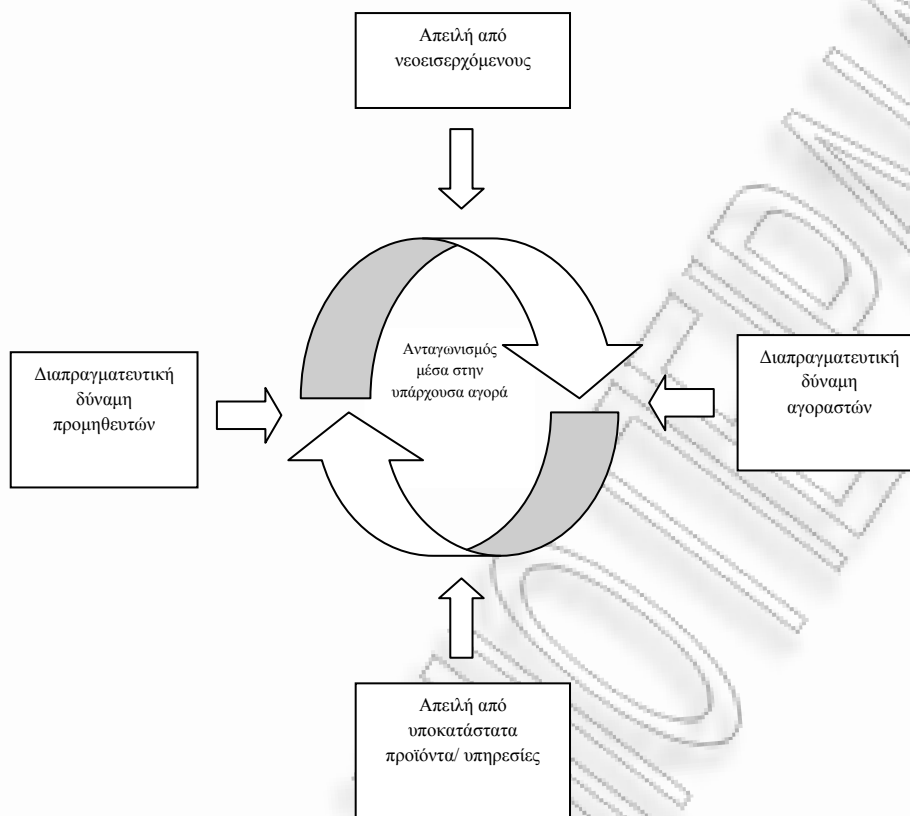 Απειλή από
νεοεισερχόμενους
Ανταγωνισμός
μέσα στην
υπάρχουσα αγορά
Διαπραγματευτική
δύναμη
προμηθευτών
Διαπραγματευτική
δύναμη
αγοραστών
Απειλή από
υποκατάστατα
προϊόντα/ υπηρεσίες